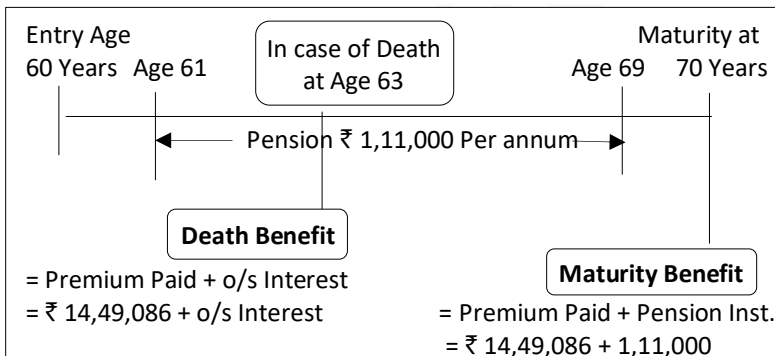 Entry Age
60 Years Age 61
In case of Death
at Age 63
Maturity at
Age 69 70 Years
Pension ₹ 1,11,000 Per annum
Death Benefit
= Premium Paid + o/s Interest
= ₹ 14,49,086 + o/s Interest
Maturity Benefit
= Premium Paid + Pension Inst.
= ₹ 14,49,086 + 1,11,000